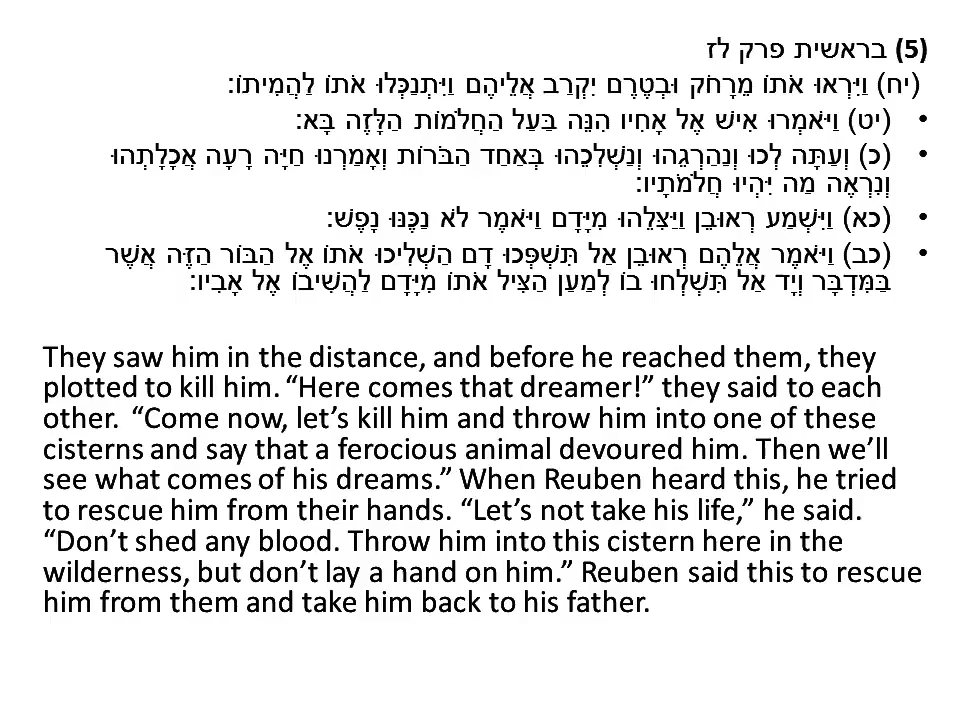 (5) בראשית פרק לז
(יח) וַיִּרְאוּ אֹתוֹ מֵרָחֹק וּבְטֶרֶם יִקְרַב אֲלֵיהֶם וַיִּתְנַכְּלוּ אֹתוֹ לַהֲמִיתוֹ:
• (יט) וַיֹּאמְרוּ אִישׁ אֶל אָחִיו הִנֵּה בַּעַל הַחֲלֹמוֹת הַלָּזֶה בָּא:
• (כ) וְעַתָּה לְכוּ וְנַהַרְגֵהוּ וְנַשְׁלִכֵהוּ בְּאַחַד הַבֹּרוֹת וְאָמַרְנוּ חַיָּה רָעָה אֲכָלָתְהוּ
וְנִרְאֶה מַה יִּהְיוּ חֲלֹמֹתָיו:
• (כא) וַיִּשְׁמַע רְאוּבֵן וַיַּצִּלֵהוּ מִיָּדָם וַיֹּאמֶר לֹא נַכֶּנּוּ נָפֶשׁ:
• (כב) וַיֹּאמֶר אֲלֵהֶם רְאוּבֵן אַל תִּשְׁפְּכוּ דָם הַשְׁלִיכוּ אֹתוֹ אֶל הַבּוֹר הַזֶּה אֲשֶׁר
בַּמִּדְבָּר וְיָד אַל תִּשְׁלְחוּ בוֹ לְמַעַן הַצִּיל אֹתוֹ מִיָּדָם לַהֲשִׁיבוֹ אֶל אָבִיו:
They saw him in the distance, and before he reached them, they
plotted to kill him. “Here comes that dreamer!” they said to each
other. “Come now, let’s kill him and throw him into one of these
cisterns and say that a ferocious animal devoured him. Then we’ll
see what comes of his dreams.” When Reuben heard this, he tried
to rescue him from their hands. “Let’s not take his life,” he said.
“Don’t shed any blood. Throw him into this cistern here in the
wilderness, but don’t lay a hand on him.” Reuben said this to rescue
him from them and take him back to his father.